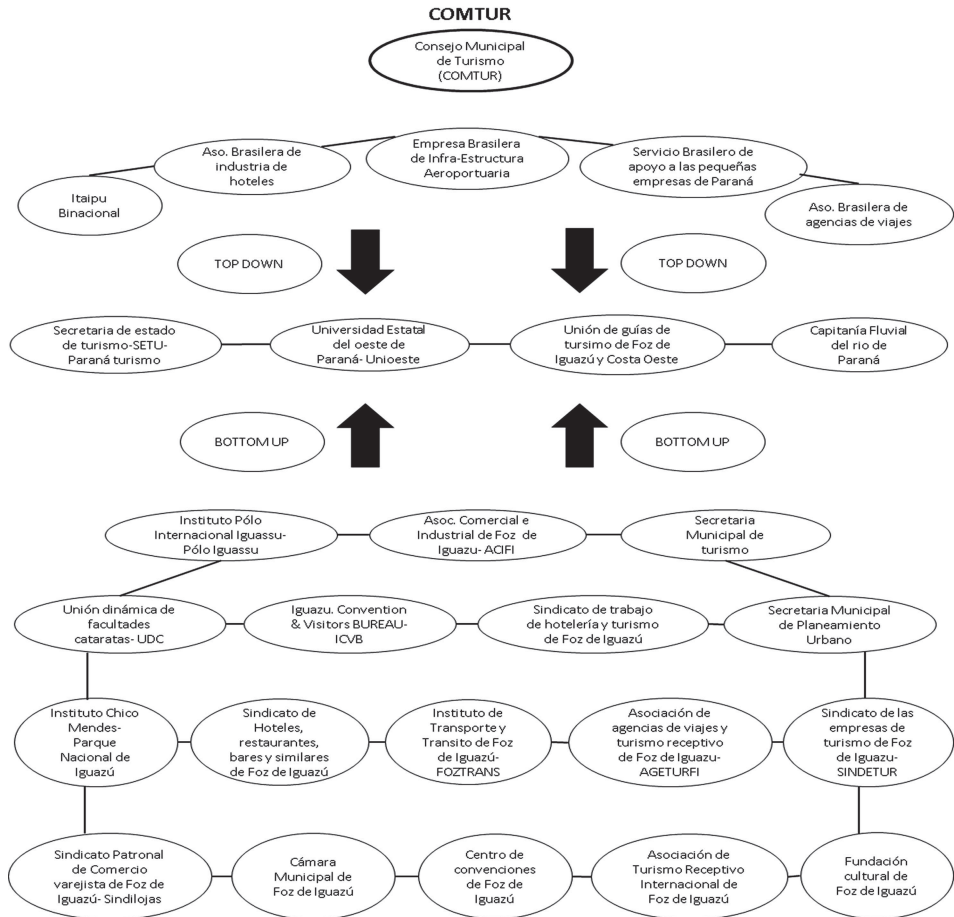 COMTUR
Consejo Municipal
de Turismo
(COMTUR)
Itaipu
Binacional
Aso. Brasilera de
industria de
hoteles
Empresa Brasilera
de Infra-Estructura
Aeroportuaria
Servicio Brasilero de
apoyo a las pequeñas
empresas de Paraná
Aso. Brasilera de
agencias de viajes
TOP DOWN
TOP DOWN
Secretaria de estado
de turismo-SETU-
Paraná turismo
Universidad Estatal
del oeste de
Paraná- Unioeste
Unión de guías de
tursimo de Foz de
Iguazú y Costa Oeste
Capitanía Fluvial
del rio de
Paraná
BOTTOM UP
BOTTOM UP
Instituto Pólo
Internacional Iguassu-
Pólo Iguassu
Asoc. Comercial e
Industrial de Foz de
Iguazu- ACIFI
Secretaria
Municipal de
turismo
Unión dinámica de
facultades
cataratas- UDC
Iguazu. Convention
& Visitors BUREAU-
ICVB
Sindicato de trabajo
de hotelería y turismo
de Foz de Iguazú
Secretaria Municipal
de Planeamiento
Urbano
Instituto Chico
Mendes-
Parque
Nacional de
Iguazú
Sindicato de
Hoteles,
restaurantes,
bares y similares
de Foz de Iguazú
Instituto de
Transporte y
Transito de Foz
de Iguazú-
FOZTRANS
Asociación de
agencias de viajes y
turismo receptivo
de Foz de Iguazu-
AGETURFI
Sindicato de las
empresas de
turismo de Foz
de Iguazu-
SINDETUR
Sindicato Patronal
de Comercio
varejista de Foz de
Iguazú- Sindilojas
Cámara
Municipal de
Foz de Iguazú
Centro de
convenciones
de Foz de
Iguazú
Asociación de
Turismo Receptivo
Internacional de
Foz de Iguazú
Fundación
cultural de
Foz de Iguazú